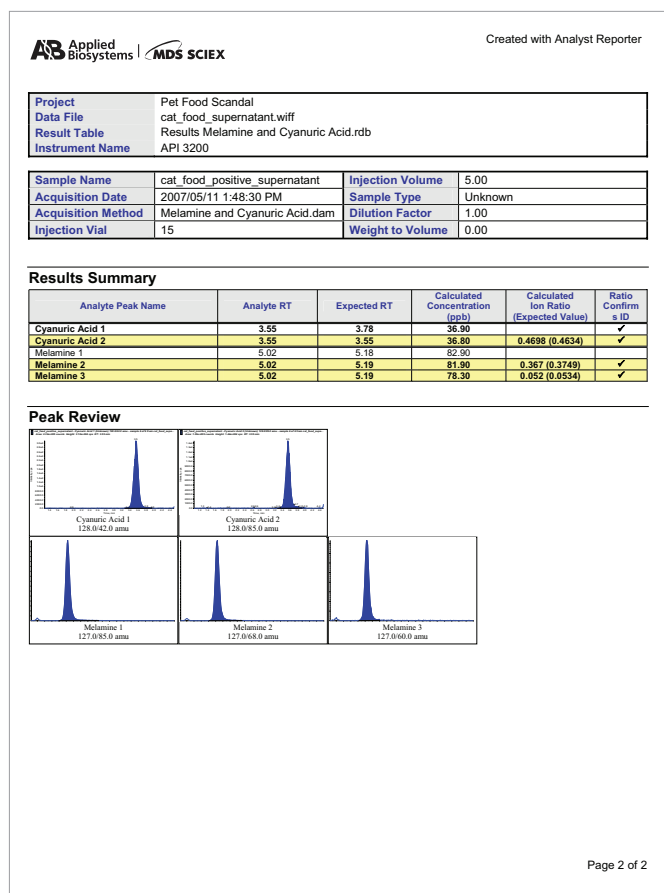 AB Applied Biosystems | MDS SCIEX
Created with Analyst Reporter
Project Pet Food Scandal
Data File cat_food_supernatant.wiff
Result Table Results Melamine and Cyanuric Acid.rdb
Instrument Name API 3200
Sample Name cat_food_positive_supernatant Injection Volume 5.00
Acquisition Date 2007/05/11 1:48:30 PM Sample Type Unknown
Acquisition Method Melamine and Cyanuric Acid.dam Dilution Factor 1.00
Injection Vial 15 Weight to Volume 0.00
Results Summary
Analyte Peak Name Analyte RT Expected RT Calculated Concentration (ppb) Calculated Ion Ratio (Expected Value) Ratio Confirm s ID
Cyanuric Acid 1 3.55 3.78 36.90 ✔
Cyanuric Acid 2 3.55 3.55 36.80 0.4698 (0.4634) ✔
Melamine 1 5.02 5.18 82.90
Melamine 2 5.02 5.19 81.90 0.367 (0.3749) ✔
Melamine 3 5.02 5.19 78.30 0.052 (0.0534) ✔
Peak Review
Cyanuric Acid 1
128.0/42.0 amu
Cyanuric Acid 2
128.0/85.0 amu
Melamine 1
127.0/85.0 amu
Melamine 2
127.0/68.0 amu
Melamine 3
127.0/60.0 amu
Page 2 of 2